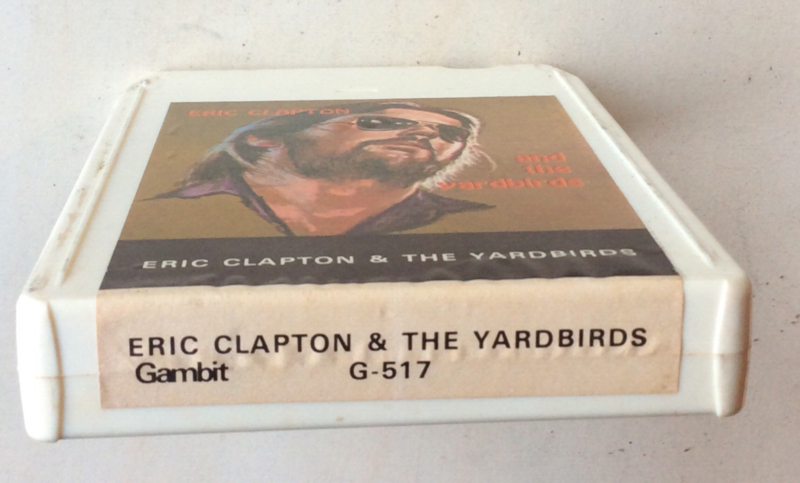 ERIC CLAPTON
and
the
yardbirds
ERIC CLAPTON & THE YARDBIRDS
ERIC CLAPTON & THE YARDBIRDS
Gambit G-517